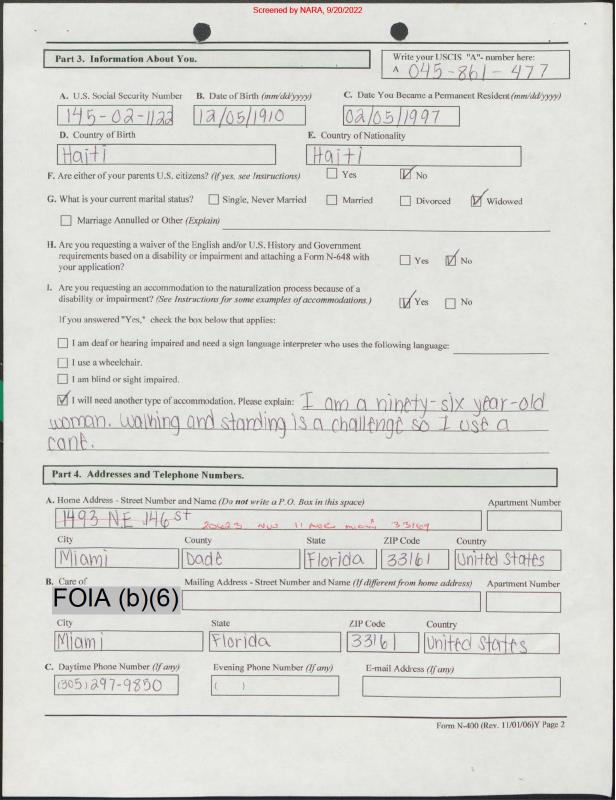 Screened by NARA, 9/20/2022
Part 3. Information About You.
Write your USCIS "A"- number here:
A 045-861-477
A. U.S. Social Security Number B. Date of Birth (mm/dd/yyyy) C. Date You Became a Permanent Resident (mm/dd/yyyy)
145-02-1122 12/05/1910 02/05/1997
D. Country of Birth E. Country of Nationality
Haiti Haiti
F. Are either of your parents U.S. citizens? (If yes, see Instructions) Yes No
G. What is your current marital status? Single, Never Married Married Divorced Widowed
Marriage Annulled or Other (Explain)
H. Are you requesting a waiver of the English and/or U.S. History and Government
requirements based on a disability or impairment and attaching a Form N-648 with
your application? Yes No
I. Are you requesting an accommodation to the naturalization process because of a
disability or impairment? (See Instructions for some examples of accommodations.) Yes No
If you answered "Yes," check the box below that applies:
I am deaf or hearing impaired and need a sign language interpreter who uses the following language:
I use a wheelchair.
I am blind or sight impaired.
I will need another type of accommodation. Please explain: I am a ninety-six year-old
woman. Walking and standing is a challenge so I use a
cane.
Part 4. Addresses and Telephone Numbers.
A. Home Address - Street Number and Name (Do not write a P.O. Box in this space) Apartment Number
1493 NE 146 st 20623 NW 11 Ave Miami 33169
City County State ZIP Code Country
Miami Dade Florida 33161 United States
B. Care of Mailing Address - Street Number and Name (If different from home address) Apartment Number
FOIA (b)(6)
City State ZIP Code Country
Miami Florida 33161 United States
C. Daytime Phone Number (If any) Evening Phone Number (If any) E-mail Address (If any)
(305) 297-9850 ( )
Form N-400 (Rev. 11/01/06)Y Page 2